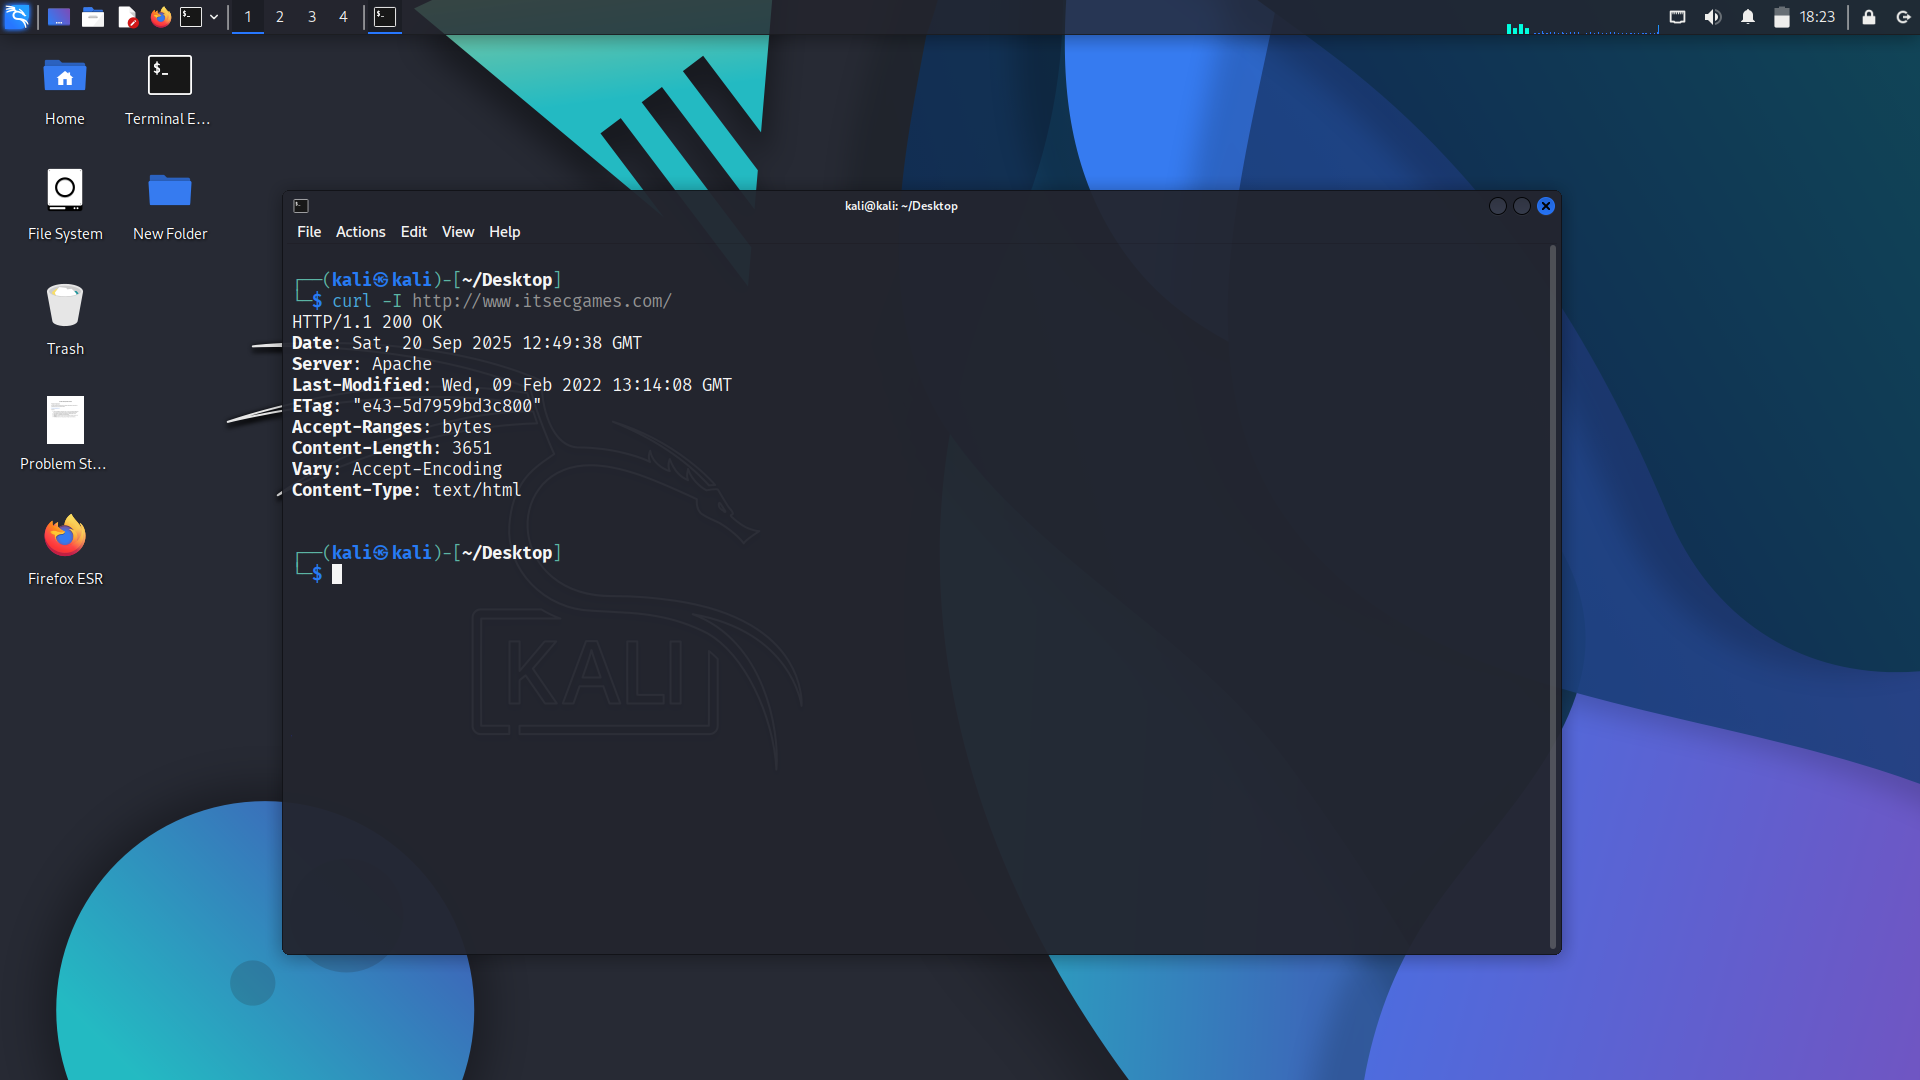 1 2 3 4
18:23
Home
Terminal E...
File System
New Folder
Trash
Problem St...
Firefox ESR
kali@kali: ~/Desktop
File Actions Edit View Help
┌──(kali㉿kali)-[~/Desktop]
└─$ curl -I http://www.itsecgames.com/
HTTP/1.1 200 OK
Date: Sat, 20 Sep 2025 12:49:38 GMT
Server: Apache
Last-Modified: Wed, 09 Feb 2022 13:14:08 GMT
ETag: "e43-5d7959bd3c800"
Accept-Ranges: bytes
Content-Length: 3651
Vary: Accept-Encoding
Content-Type: text/html
┌──(kali㉿kali)-[~/Desktop]
└─$
KALI